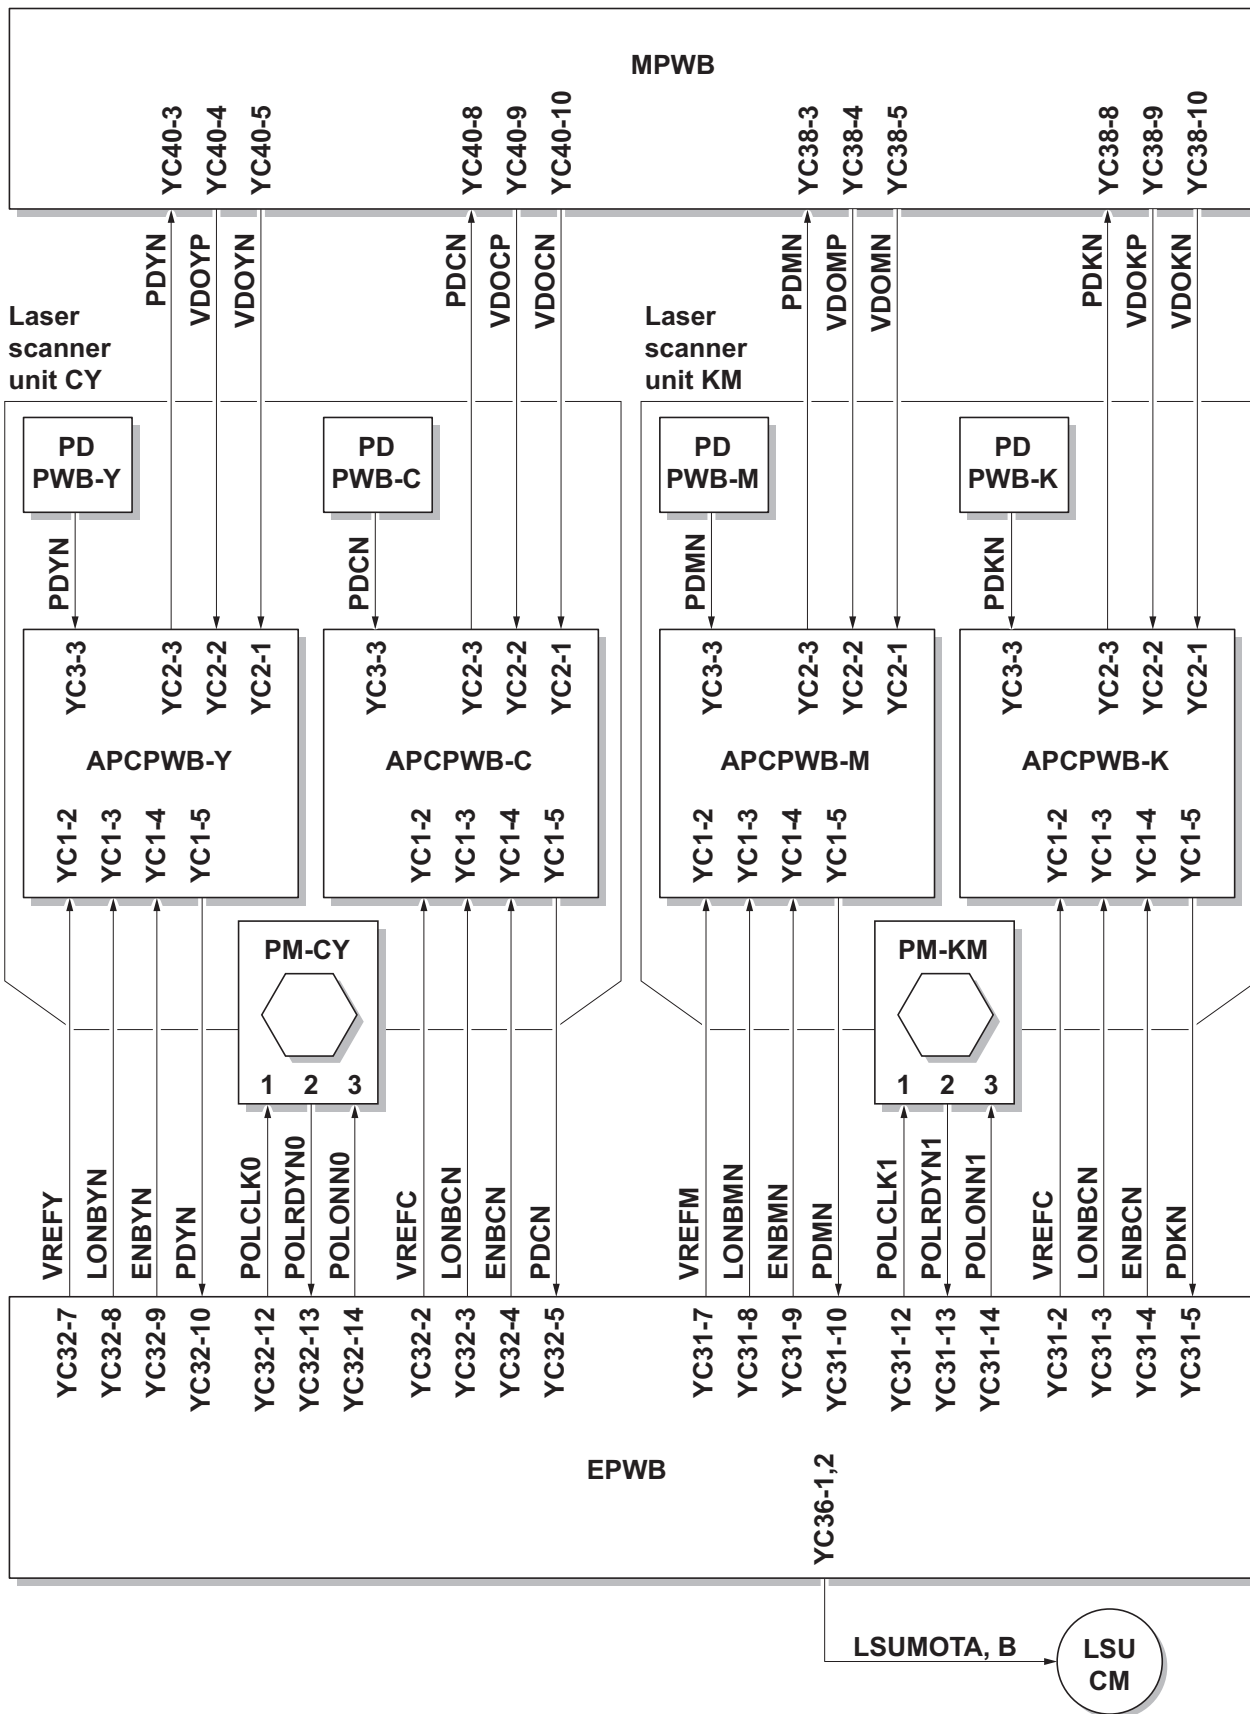 MPWB
YC40-3
YC40-4
YC40-5
YC40-8
YC40-9
YC40-10
YC38-3
YC38-4
YC38-5
YC38-8
YC38-9
YC38-10
PDYN
VDOYP
VDOYN
PDCN
VDOCP
VDOCN
PDMN
VDOMP
VDOMN
PDKN
VDOKP
VDOKN
Laser
scanner
unit CY
Laser
scanner
unit KM
PD
PWB-Y
PD
PWB-C
PD
PWB-M
PD
PWB-K
PDYN
PDCN
PDMN
PDKN
YC3-3
YC2-3
YC2-2
YC2-1
YC3-3
YC2-3
YC2-2
YC2-1
YC3-3
YC2-3
YC2-2
YC2-1
YC3-3
YC2-3
YC2-2
YC2-1
APCPWB-Y
APCPWB-C
APCPWB-M
APCPWB-K
YC1-2
YC1-3
YC1-4
YC1-5
YC1-2
YC1-3
YC1-4
YC1-5
YC1-2
YC1-3
YC1-4
YC1-5
YC1-2
YC1-3
YC1-4
YC1-5
PM-CY
1 2 3
PM-KM
1 2 3
VREFY
LONBYN
ENBYN
PDYN
POLCLK0
POLRDYN0
POLONN0
VREFC
LONBCN
ENBCN
PDCN
VREFM
LONBMN
ENBMN
PDMN
POLCLK1
POLRDYN1
POLONN1
VREFC
LONBCN
ENBCN
PDKN
YC32-7
YC32-8
YC32-9
YC32-10
YC32-12
YC32-13
YC32-14
YC32-2
YC32-3
YC32-4
YC32-5
YC31-7
YC31-8
YC31-9
YC31-10
YC31-12
YC31-13
YC31-14
YC31-2
YC31-3
YC31-4
YC31-5
EPWB
YC36-1,2
LSUMOTA, B
LSU
CM